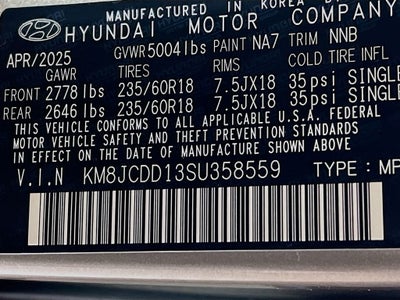 MANUFACTURED IN KOREA
HYUNDAI MOTOR COMPANY
APR/2025 GVWR 5004 lbs PAINT NA7 TRIM NNB
GAWR TIRES RIMS COLD TIRE INFL
FRONT 2778 lbs 235/60R18 7.5JX18 35psi SINGL
REAR 2646 lbs 235/60R18 7.5JX18 35psi SINGL
THIS VEHICLE CONFORMS TO ALL APPLICABLE U.S.A. FEDERAL
MOTOR VEHICLE SAFETY AND THEFT PREVENTION STANDARDS
IN EFFECT ON THE DATE OF MANUFACTURE SHOWN ABOVE.
V.I.N KM8JCDD13SU358559 TYPE: MP